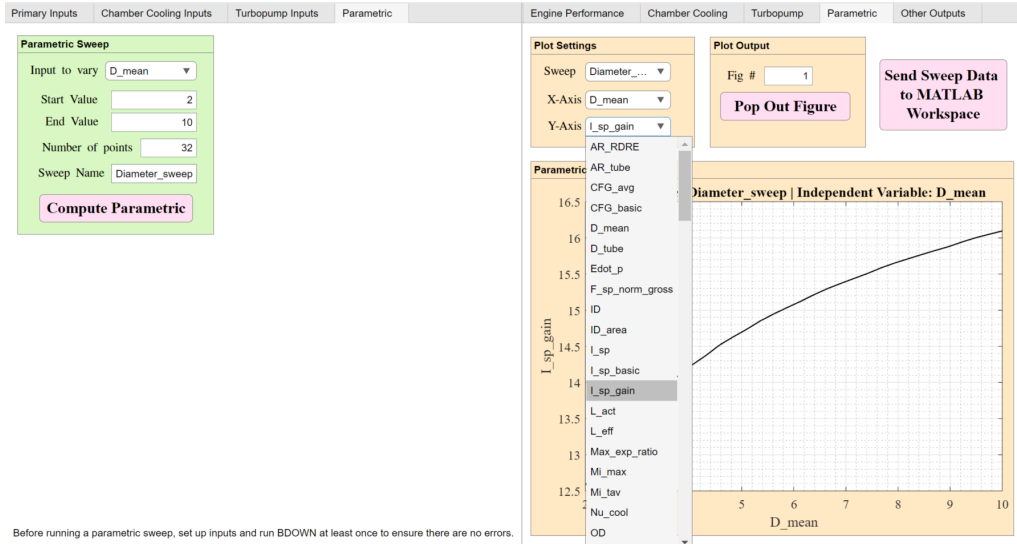 Primary Inputs
Chamber Cooling Inputs
Turbopump Inputs
Parametric
Parametric Sweep
Input to vary D_mean
Start Value 2
End Value 10
Number of points 32
Sweep Name Diameter_sweep
Compute Parametric
Before running a parametric sweep, set up inputs and run BDOWN at least once to ensure there are no errors.
Engine Performance
Chamber Cooling
Turbopump
Parametric
Other Outputs
Plot Settings
Sweep Diameter_...
X-Axis D_mean
Y-Axis I_sp_gain
Plot Output
Fig # 1
Pop Out Figure
Send Sweep Data
to MATLAB
Workspace
AR_RDRE
AR_tube
CFG_avg
CFG_basic
D_mean
D_tube
Edot_p
F_sp_norm_gross
ID
ID_area
I_sp
I_sp_basic
I_sp_gain
L_act
L_eff
Max_exp_ratio
Mi_max
Mi_tav
Nu_cool
OD
Parametric
Diameter_sweep | Independent Variable: D_mean
16.5
16
15.5
15
14.5
14
13.5
13
12.5
I_sp_gain
5 6 7 8 9 10
D_mean